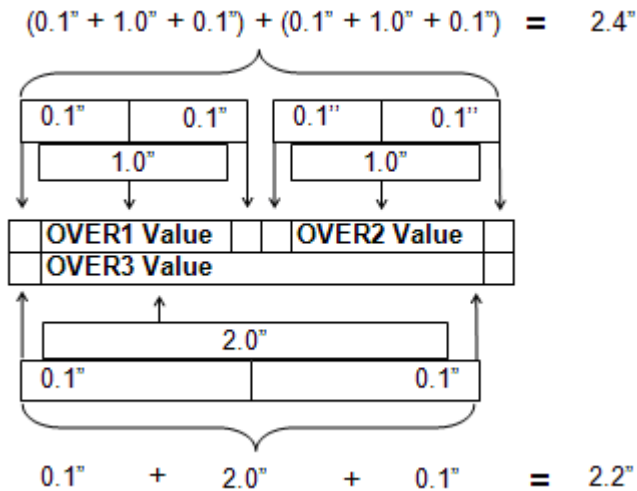 (0.1” + 1.0” + 0.1”) + (0.1” + 1.0” + 0.1”) = 2.4”
0.1” 0.1” 0.1'' 0.1''
1.0” 1.0”
OVER1 Value OVER2 Value
OVER3 Value
2.0”
0.1” 0.1”
0.1” + 2.0” + 0.1” = 2.2”